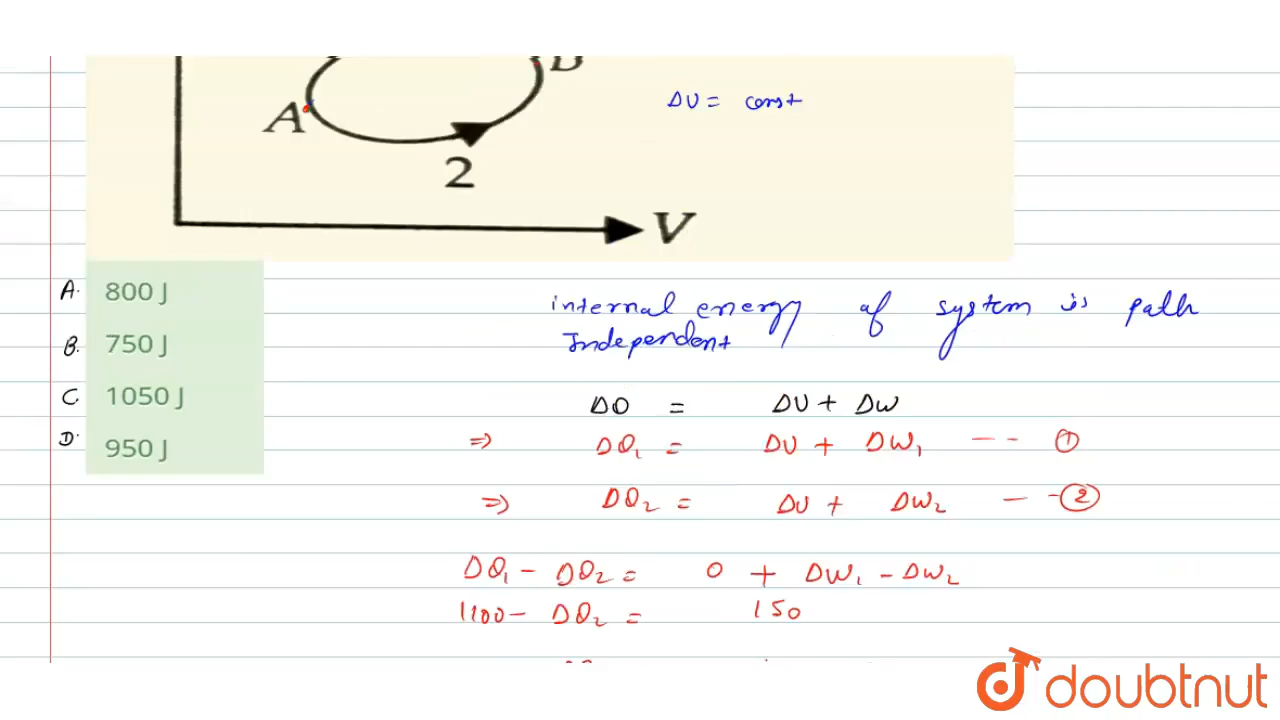 B
ΔU = const
A
2
V
A. 800 J
internal energy of system is path
Independent
B. 750 J
C. 1050 J
ΔQ = ΔU + ΔW
D. 950 J
=> ΔQ₁ = ΔU + ΔW₁ -- ①
=> ΔQ₂ = ΔU + ΔW₂ -- ②
ΔQ₁ - ΔQ₂ = 0 + ΔW₁ - ΔW₂
1100 - ΔQ₂ = 150
doubtnut